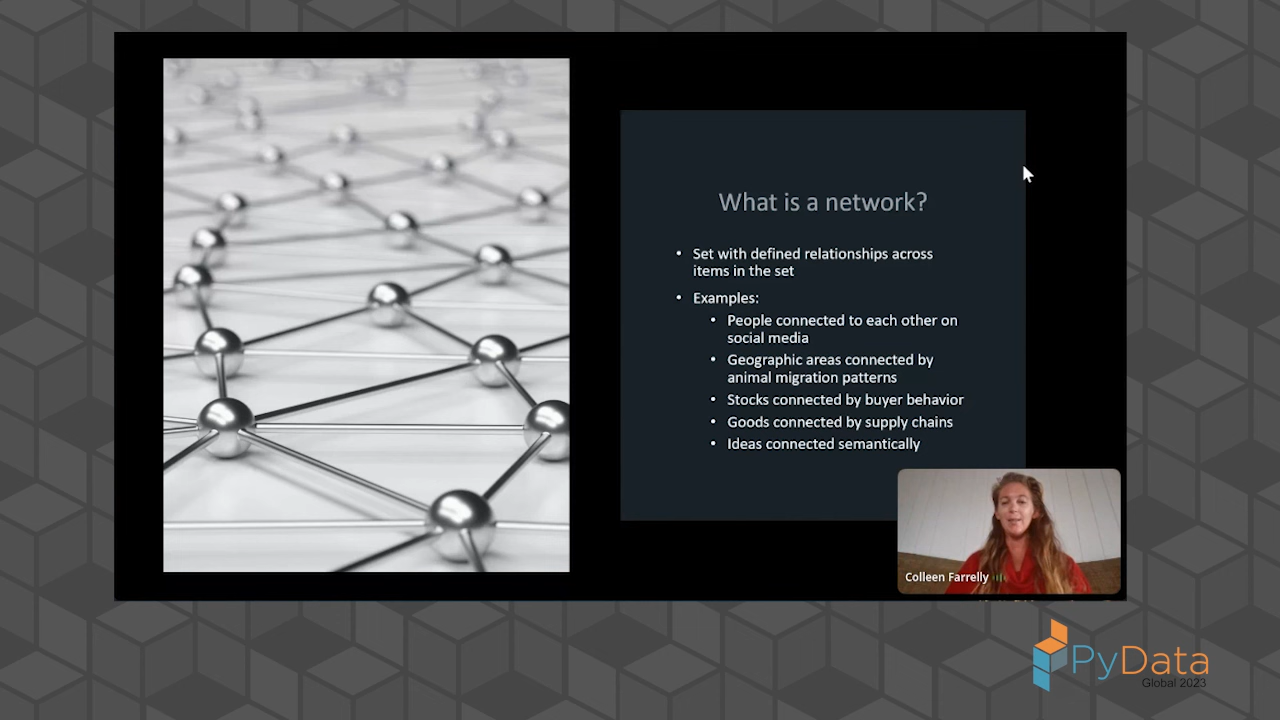 What is a network?
• Set with defined relationships across
items in the set
• Examples:
• People connected to each other on
social media
• Geographic areas connected by
animal migration patterns
• Stocks connected by buyer behavior
• Goods connected by supply chains
• Ideas connected semantically
Colleen Farrelly
PyData
Global 2023